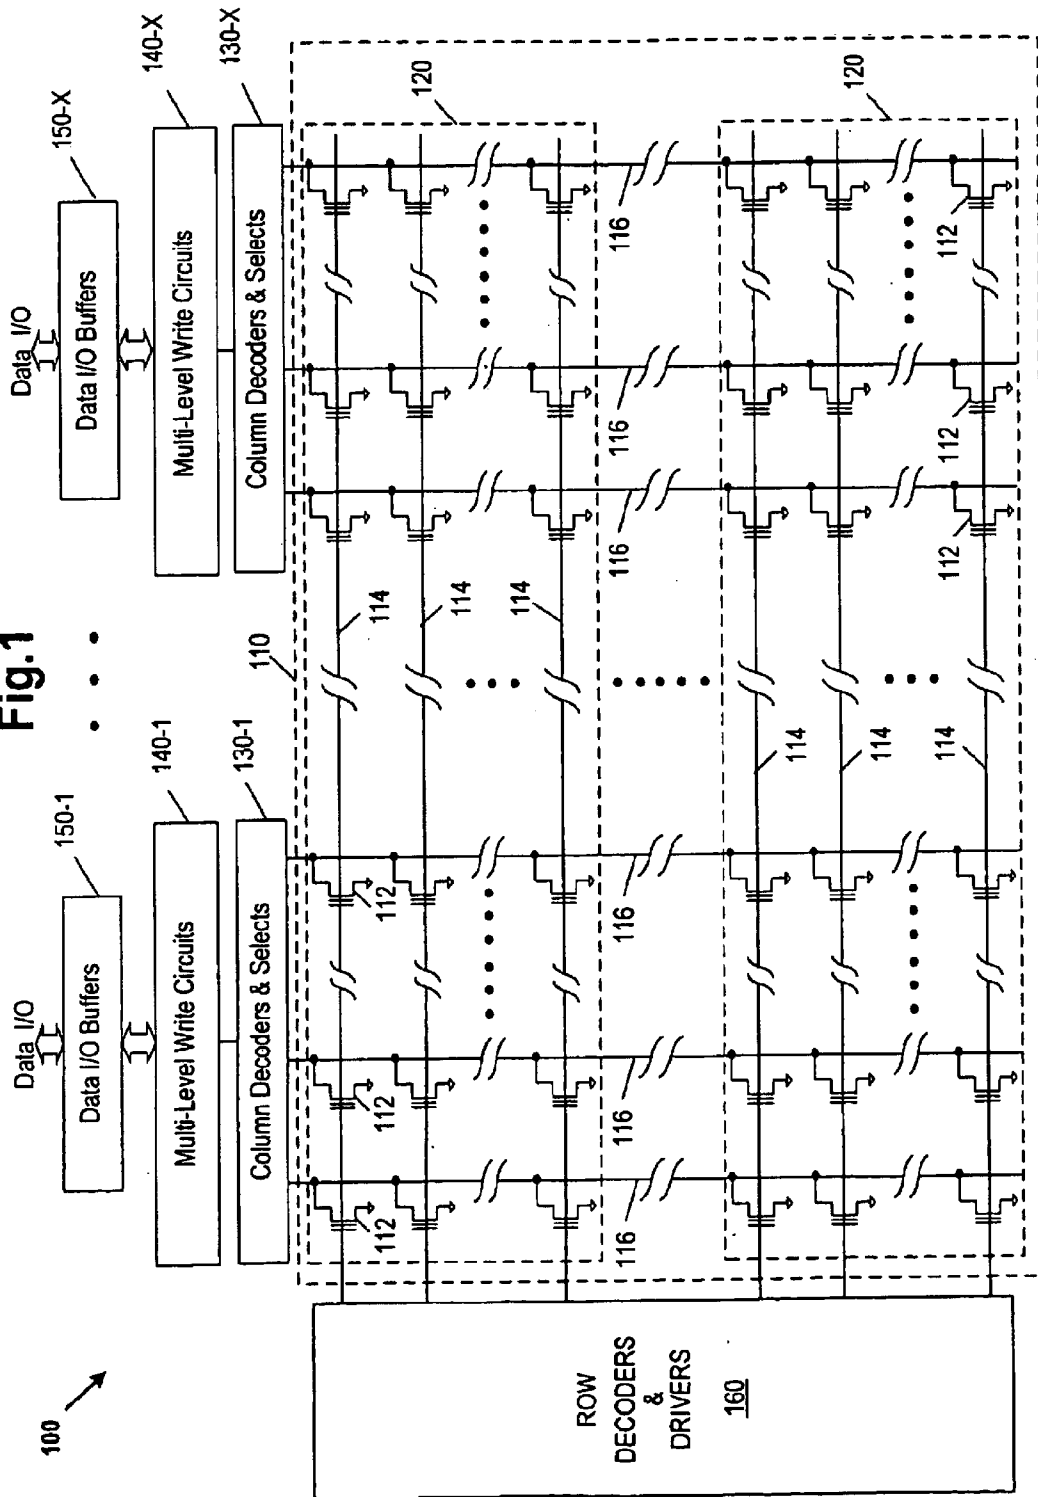 Fig.1
100
Data I/O
Data I/O Buffers
150-1
Multi-Level Write Circuits
140-1
Column Decoders & Selects
130-1
Data I/O
Data I/O Buffers
150-X
Multi-Level Write Circuits
140-X
Column Decoders & Selects
130-X
110
120
120
112
112
112
114
114
114
114
114
114
116
116
116
116
116
116
112
112
112
ROW
DECODERS
&
DRIVERS
160